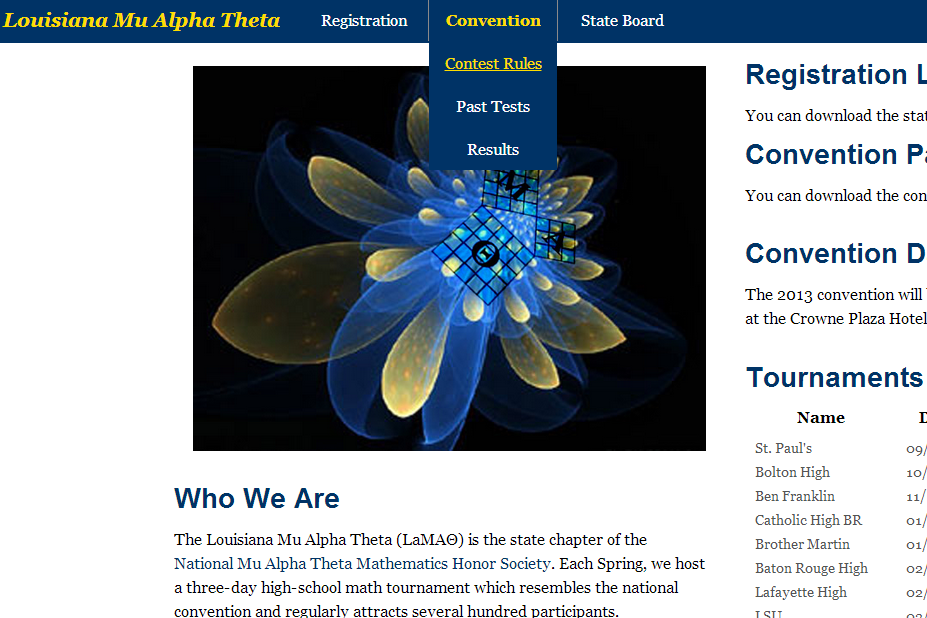 Louisiana Mu Alpha Theta
Registration
Convention
State Board
Contest Rules
Past Tests
Results
Who We Are
The Louisiana Mu Alpha Theta (LaMAΘ) is the state chapter of the
National Mu Alpha Theta Mathematics Honor Society. Each Spring, we host
a three-day high-school math tournament which resembles the national
convention and regularly attracts several hundred participants.
Registration
You can download the
Convention
You can download the
Convention
The 2013 convention will
at the Crowne Plaza Hotel
Tournaments
Name
St. Paul's 09/
Bolton High 10/
Ben Franklin 11/
Catholic High BR 01/
Brother Martin 01/
Baton Rouge High 02/
Lafayette High 02/
LSU